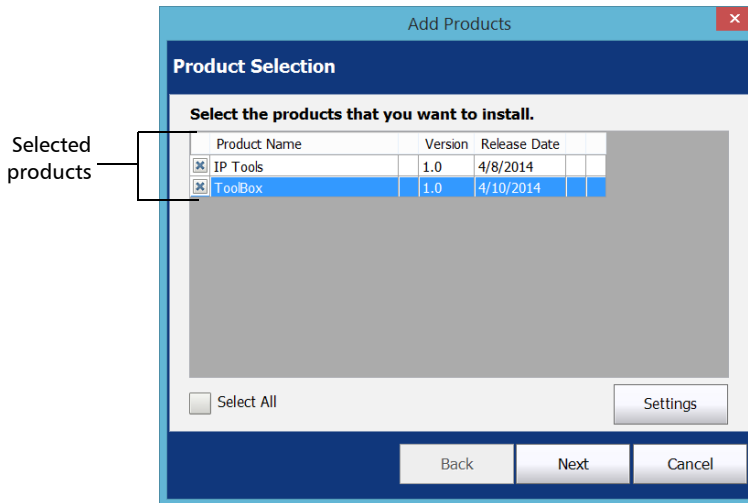 Add Products
Product Selection
Select the products that you want to install.
Selected
products
Product Name Version Release Date
IP Tools 1.0 4/8/2014
ToolBox 1.0 4/10/2014
Select All
Settings
Back Next Cancel